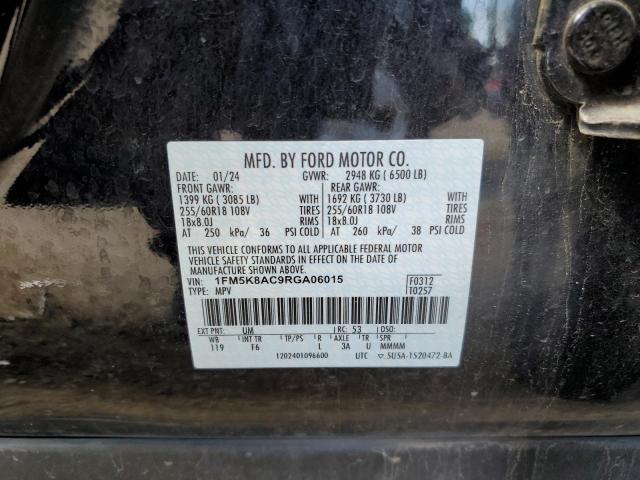 MFD. BY FORD MOTOR CO.
DATE: 01/24 GVWR: 2948 KG ( 6500 LB)
FRONT GAWR: REAR GAWR:
1399 KG ( 3085 LB) WITH 1692 KG ( 3730 LB) WITH
255/60R18 108V TIRES 255/60R18 108V TIRES
18x8.0J RIMS 18x8.0J RIMS
AT 250 kPa/ 36 PSI COLD AT 260 kPa/ 38 PSI COLD
THIS VEHICLE CONFORMS TO ALL APPLICABLE FEDERAL MOTOR
VEHICLE SAFETY STANDARDS IN EFFECT ON THE DATE OF
MANUFACTURE SHOWN ABOVE.
VIN: 1FM5K8AC9RGA06015 F0312
TYPE: MPV T0257
EXT PNT: UM RC: 53 DSO:
WB INT TR TP/PS R AXLE TR SPR
119 F6 L 3A U MMMM
1202401096600 UTC ▽5U5A-1520472-BA